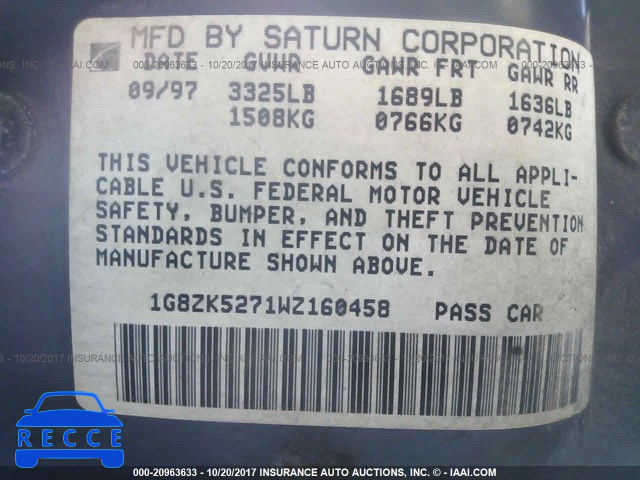 MFD BY SATURN CORPORATION
DATE GVWR GAWR FRT GAWR RR
09/97 3325LB 1689LB 1636LB
1508KG 0766KG 0742KG
THIS VEHICLE CONFORMS TO ALL APPLI-
CABLE U.S. FEDERAL MOTOR VEHICLE
SAFETY, BUMPER, AND THEFT PREVENTION
STANDARDS IN EFFECT ON THE DATE OF
MANUFACTURE SHOWN ABOVE.
1G8ZK5271WZ160458 PASS CAR
RECCE
000-20963633 - 10/20/2017 INSURANCE AUTO AUCTIONS, INC. - © - IAAI.COM